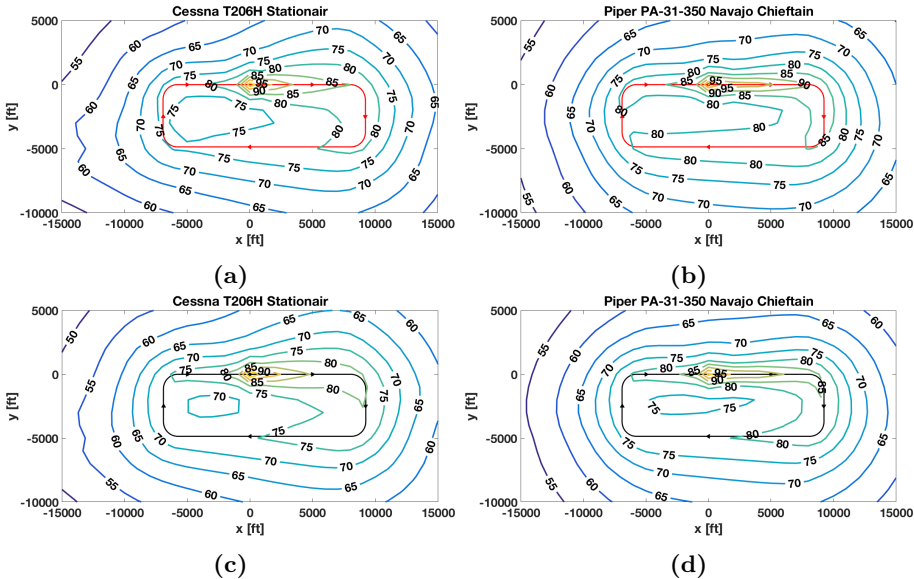 Cessna T206H Stationair
Piper PA-31-350 Navajo Chieftain
5000
0
-5000
-10000
y [ft]
-15000 -10000 -5000 0 5000 10000 15000
x [ft]
55 60 65 70 75 80 85 90 95
5000
0
-5000
-10000
y [ft]
-15000 -10000 -5000 0 5000 10000 15000
x [ft]
60 65 70 75 80 85 90 95
(a)
(b)
Cessna T206H Stationair
Piper PA-31-350 Navajo Chieftain
5000
0
-5000
-10000
y [ft]
-15000 -10000 -5000 0 5000 10000 15000
x [ft]
50 55 60 65 70 75 80 85 90
5000
0
-5000
-10000
y [ft]
-15000 -10000 -5000 0 5000 10000 15000
x [ft]
55 60 65 70 75 80 85 90 95
(c)
(d)